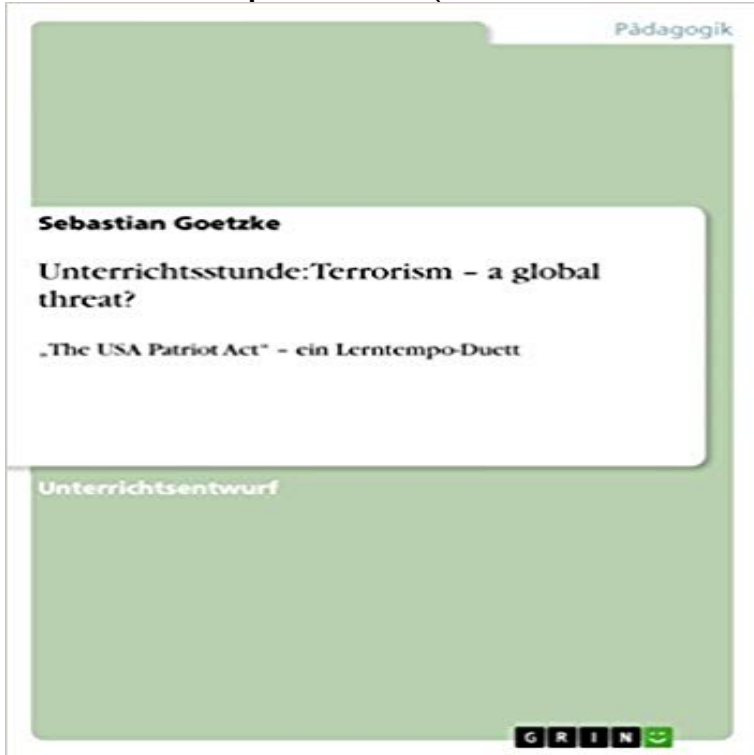 Pädagogik
Sebastian Goetzke
Unterrichtsstunde: Terrorism – a global
threat?
„The USA Patriot Act“ – ein Lerntempo-Duett
Unterrichtsentwurf
GRIN